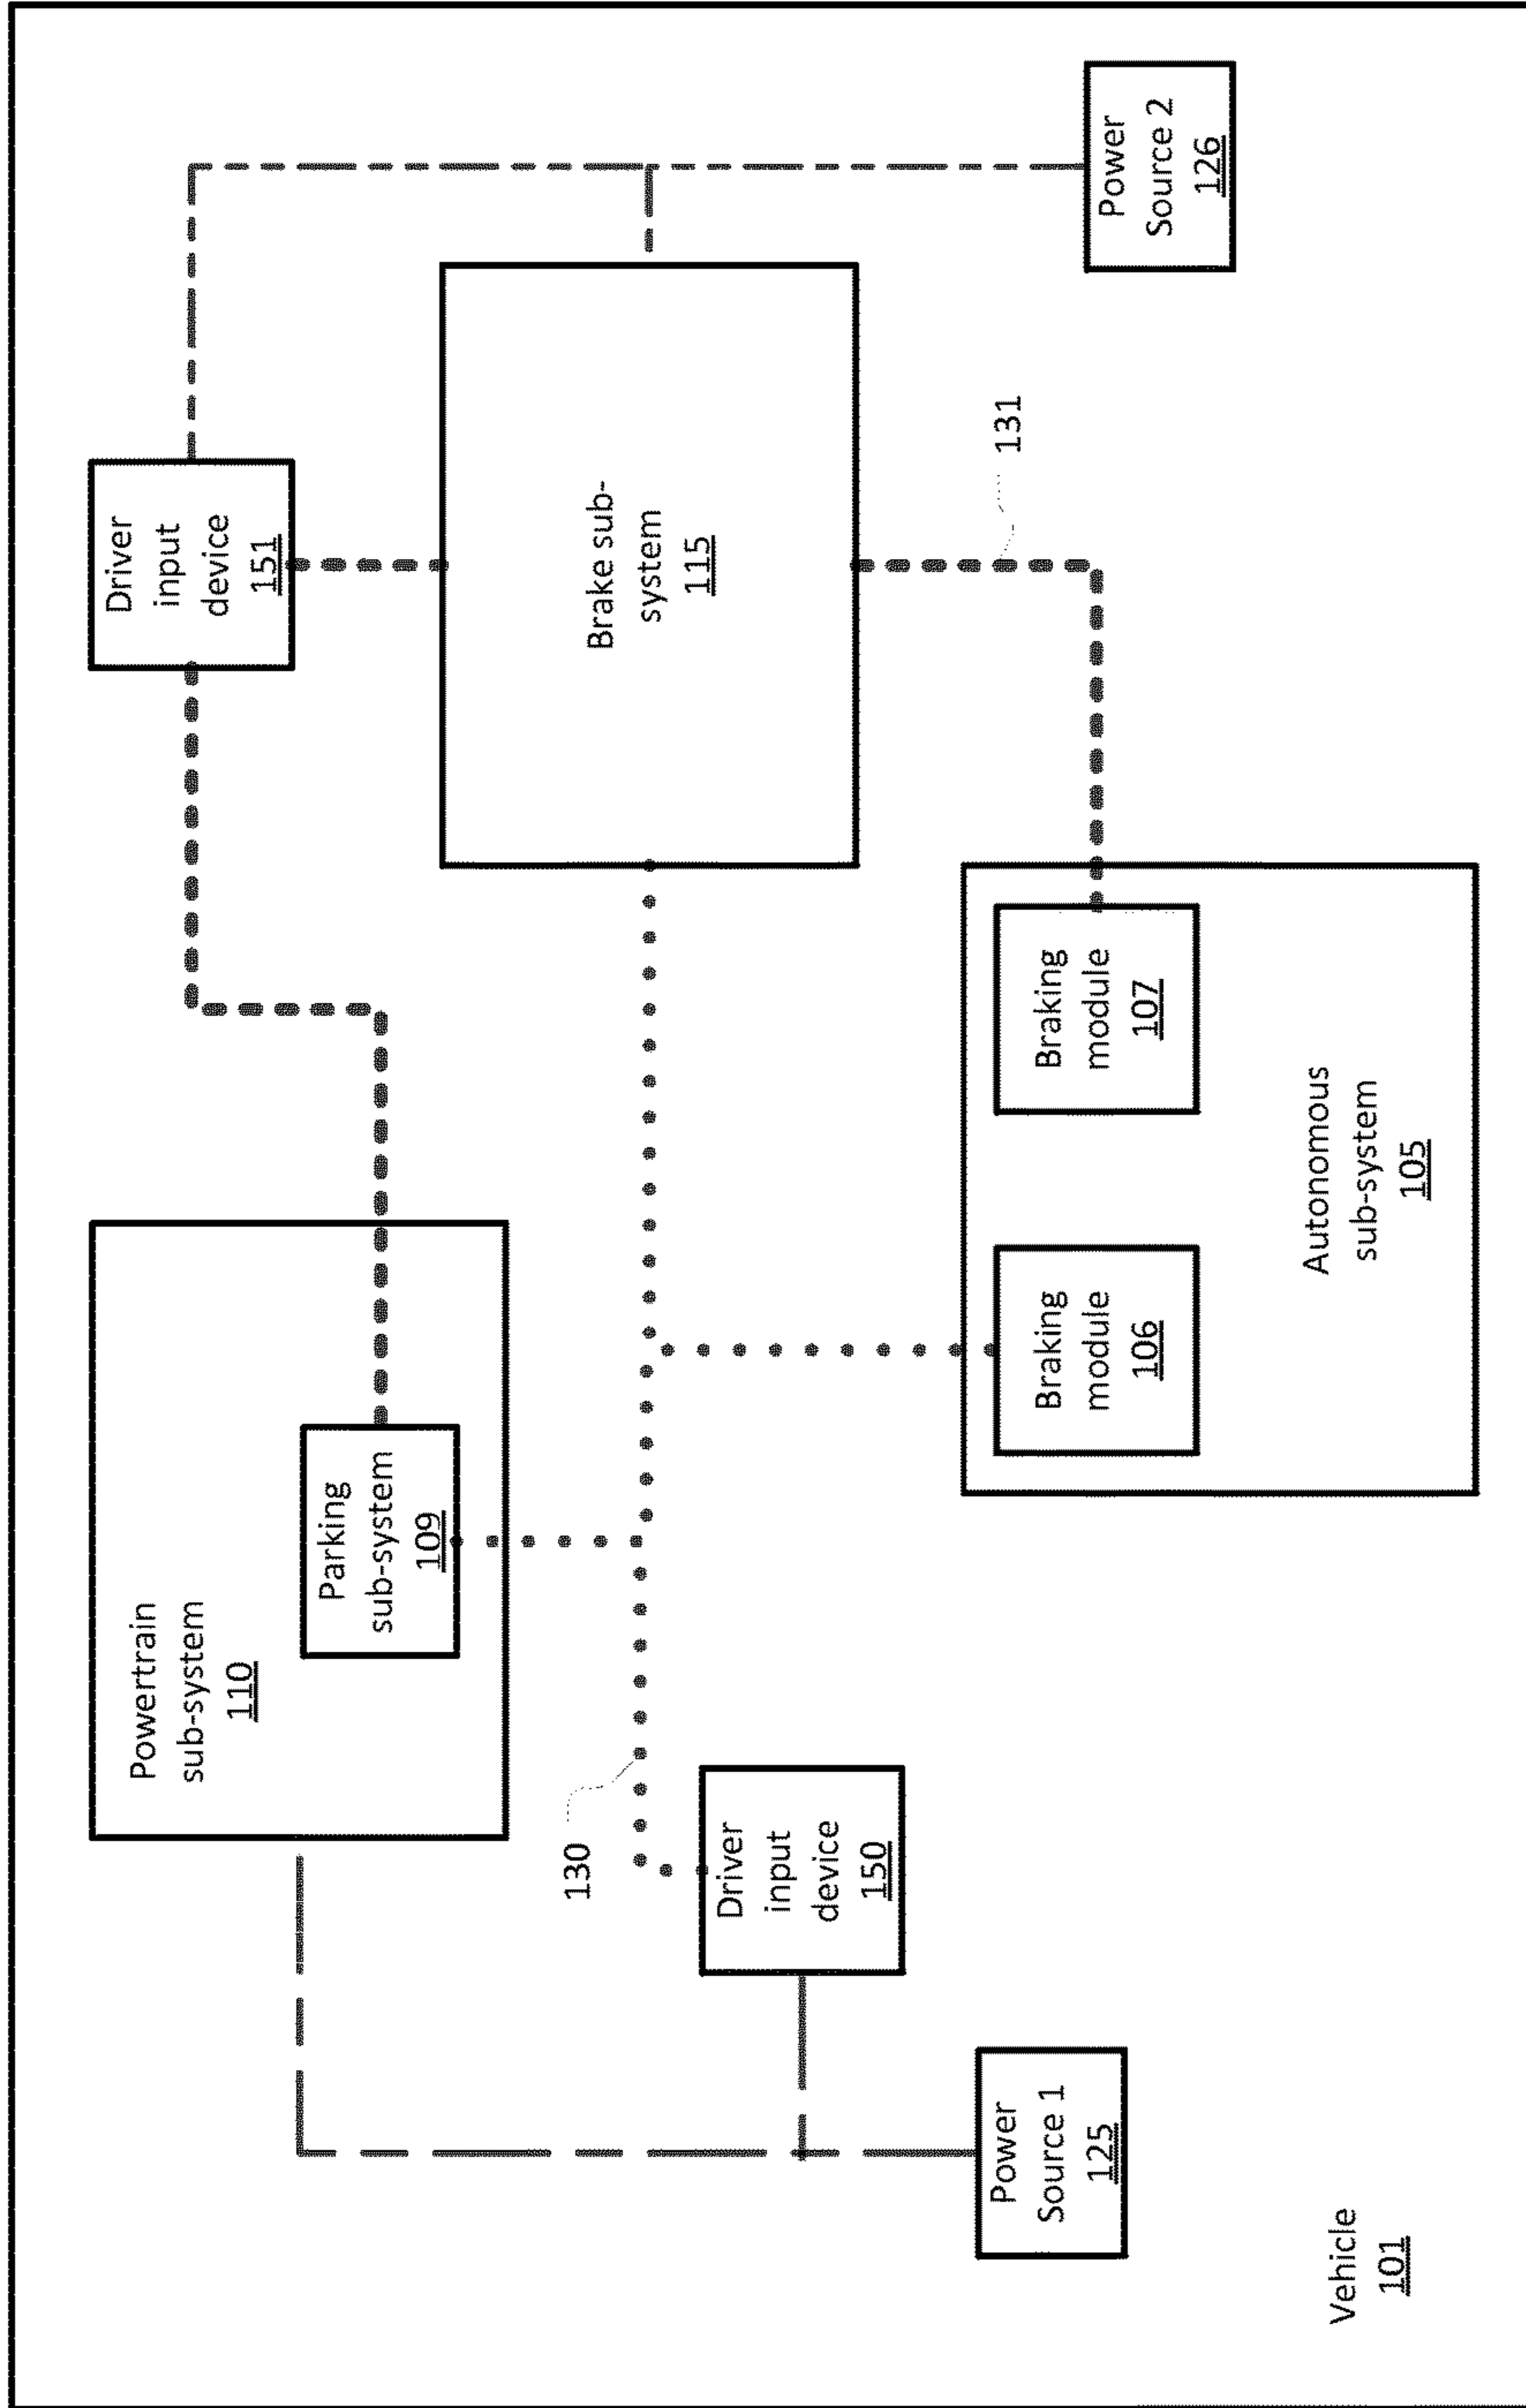 Powertrain
sub-system
110
Parking
sub-system
109
Driver
input
device
151
130
Driver
input
device
150
Brake sub-
system
115
131
Power
Source 1
125
Braking
module
106
Braking
module
107
Autonomous
sub-system
105
Power
Source 2
126
Vehicle
101